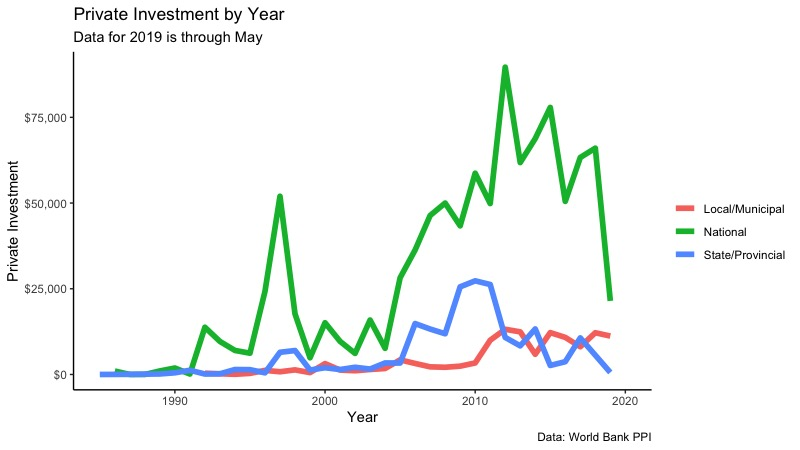 Private Investment by Year
Data for 2019 is through May
Private Investment
$75,000
$50,000
$25,000
$0
1990
2000
2010
2020
Year
Local/Municipal
National
State/Provincial
Data: World Bank PPI